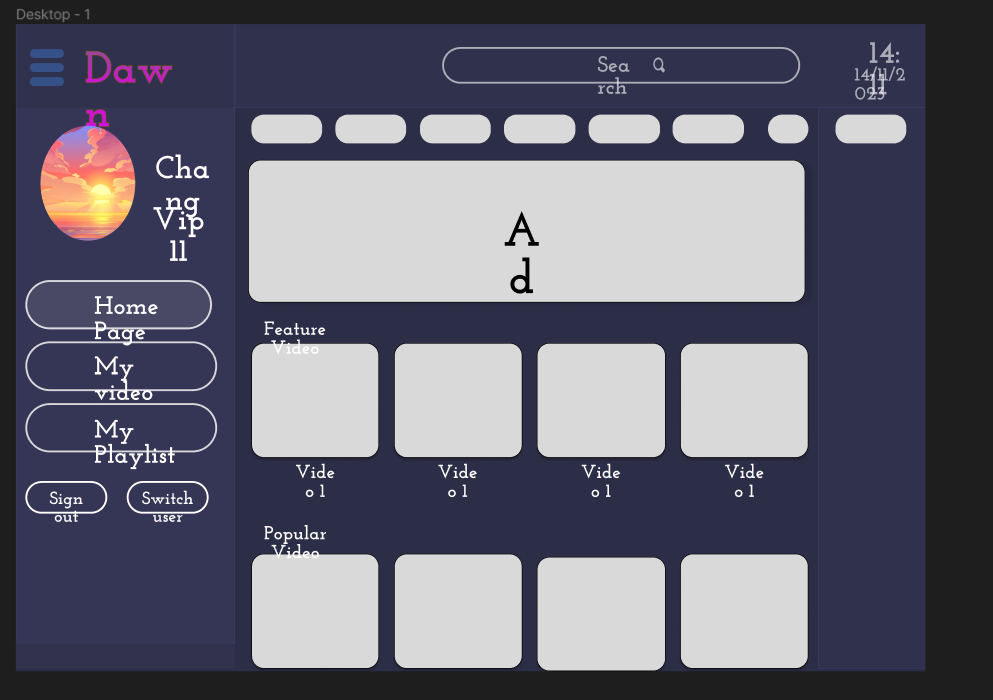 Desktop - 1
Daw
n
Sea
rch
14:
11
14/11/2
023
Cha
ng
Vip
11
Home
Page
My
video
My
Playlist
Sign
out
Switch
user
A
d
Feature
Video
Vide
o 1
Vide
o 1
Vide
o 1
Vide
o 1
Popular
Video